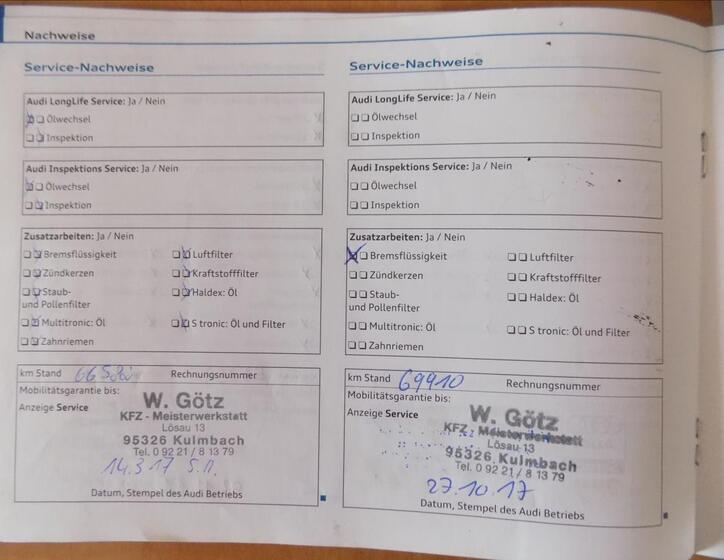 Nachweise
Service-Nachweise
Audi LongLife Service: Ja / Nein
Ölwechsel
Inspektion
Audi Inspektions Service: Ja / Nein
Ölwechsel
Inspektion
Zusatzarbeiten: Ja / Nein
Bremsflüssigkeit Luftfilter
Zündkerzen Kraftstofffilter
Staub- Haldex: Öl
und Pollenfilter
Multitronic: Öl S tronic: Öl und Filter
Zahnriemen
km Stand Rechnungsnummer
Mobilitätsgarantie bis:
Anzeige Service
W. Götz
KFZ - Meisterwerkstatt
Lösau 13
95326 Kulmbach
Tel. 0 92 21 / 8 13 79
14.3.17
Datum, Stempel des Audi Betriebs
Service-Nachweise
Audi LongLife Service: Ja / Nein
Ölwechsel
Inspektion
Audi Inspektions Service: Ja / Nein
Ölwechsel
Inspektion
Zusatzarbeiten: Ja / Nein
Bremsflüssigkeit Luftfilter
Zündkerzen Kraftstofffilter
Staub- Haldex: Öl
und Pollenfilter
Multitronic: Öl S tronic: Öl und Filter
Zahnriemen
km Stand 69910 Rechnungsnummer
Mobilitätsgarantie bis:
Anzeige Service
W. Götz
KFZ - Meisterwerkstatt
Lösau 13
95326 Kulmbach
Tel. 0 92 21 / 8 13 79
27.10.17
Datum, Stempel des Audi Betriebs